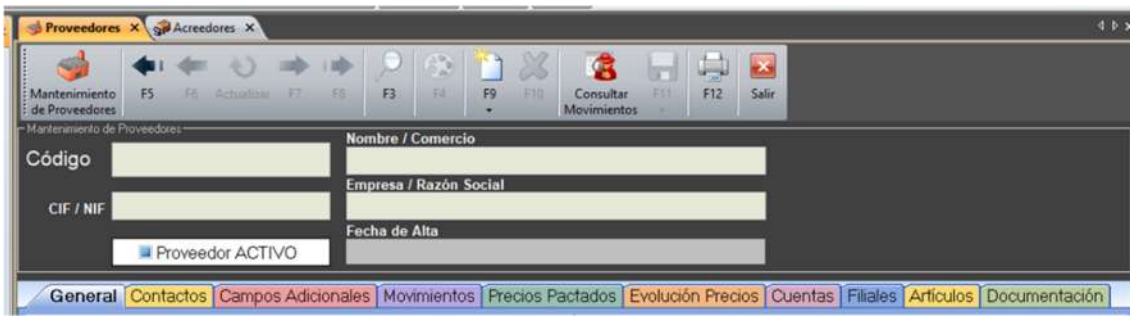 Proveedores x Acreedores x
Mantenimiento de Proveedores F5 F6 Actualizar F7 F8 F3 F4 F9 F10 Consultar Movimientos F11 F12 Salir
Mantenimiento de Proveedores
Nombre / Comercio
Código
Empresa / Razón Social
CIF / NIF
Fecha de Alta
Proveedor ACTIVO
General Contactos Campos Adicionales Movimientos Precios Pactados Evolución Precios Cuentas Filiales Artículos Documentación